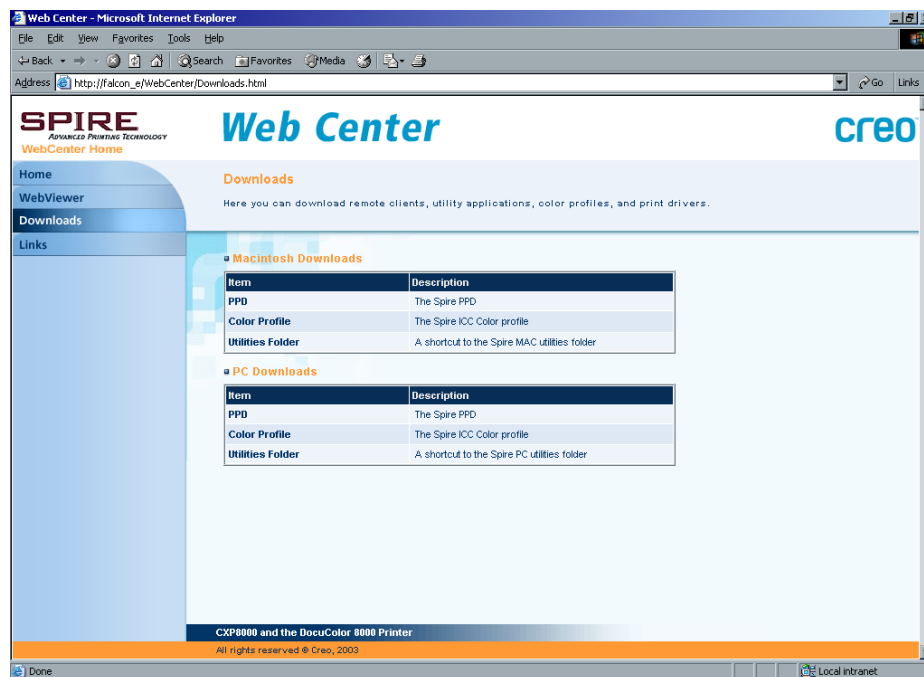 Web Center - Microsoft Internet Explorer
File Edit View Favorites Tools Help
Back Search Favorites Media
Address http://falcon_e/WebCenter/Downloads.html Go Links
SPIRE
ADVANCED PRINTING TECHNOLOGY
WebCenter Home
Web Center
creo
Home
WebViewer
Downloads
Links
Downloads
Here you can download remote clients, utility applications, color profiles, and print drivers.
Macintosh Downloads
Item Description
PPD The Spire PPD
Color Profile The Spire ICC Color profile
Utilities Folder A shortcut to the Spire MAC utilities folder
PC Downloads
Item Description
PPD The Spire PPD
Color Profile The Spire ICC Color profile
Utilities Folder A shortcut to the Spire PC utilities folder
CXP8000 and the DocuColor 8000 Printer
All rights reserved © Creo, 2003
Done Local intranet